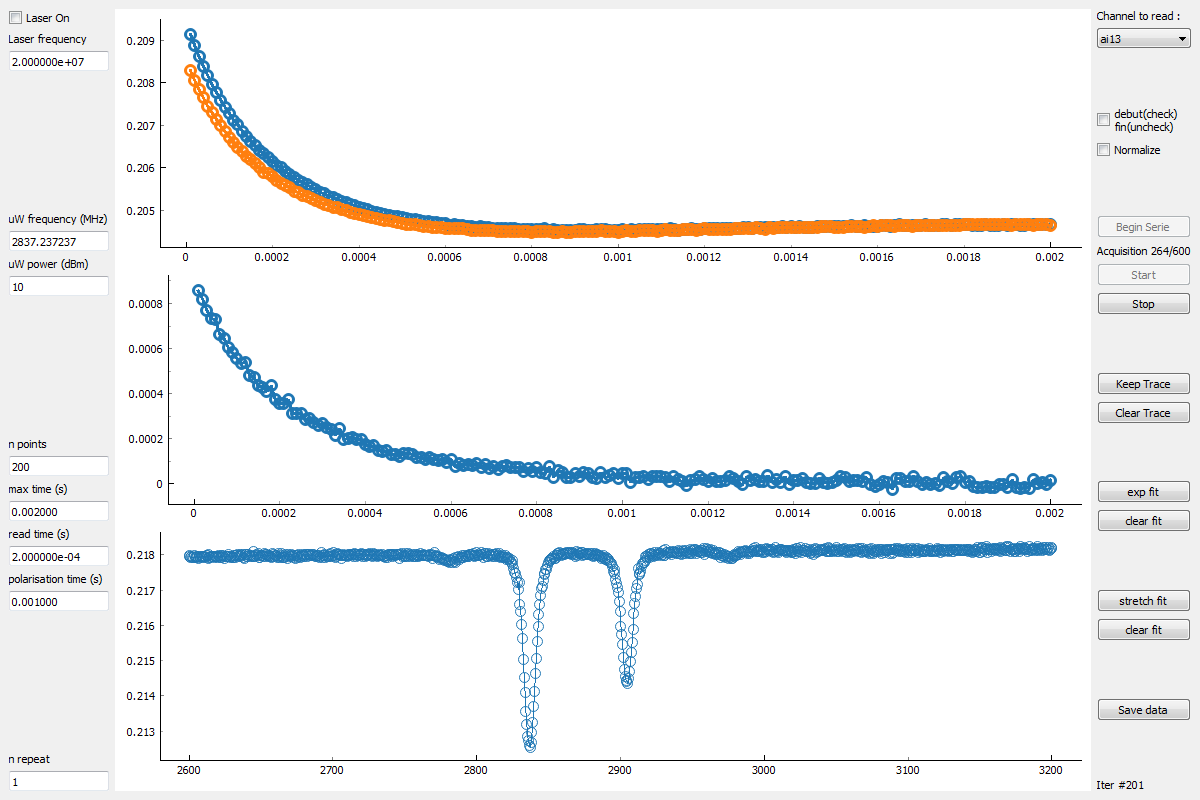 Laser On
Laser frequency
2.000000e+07
uW frequency (MHz)
2837.237237
uW power (dBm)
10
n points
200
max time (s)
0.002000
read time (s)
2.000000e-04
polarisation time (s)
0.001000
n repeat
1
0.209
0.208
0.207
0.206
0.205
0 0.0002 0.0004 0.0006 0.0008 0.001 0.0012 0.0014 0.0016 0.0018 0.002
0.0008
0.0006
0.0004
0.0002
0
0 0.0002 0.0004 0.0006 0.0008 0.001 0.0012 0.0014 0.0016 0.0018 0.002
0.218
0.217
0.216
0.215
0.214
0.213
2600 2700 2800 2900 3000 3100 3200
Channel to read :
ai13
debut(check)
fin(uncheck)
Normalize
Begin Serie
Acquisition 264/600
Start
Stop
Keep Trace
Clear Trace
exp fit
clear fit
stretch fit
clear fit
Save data
Iter #201